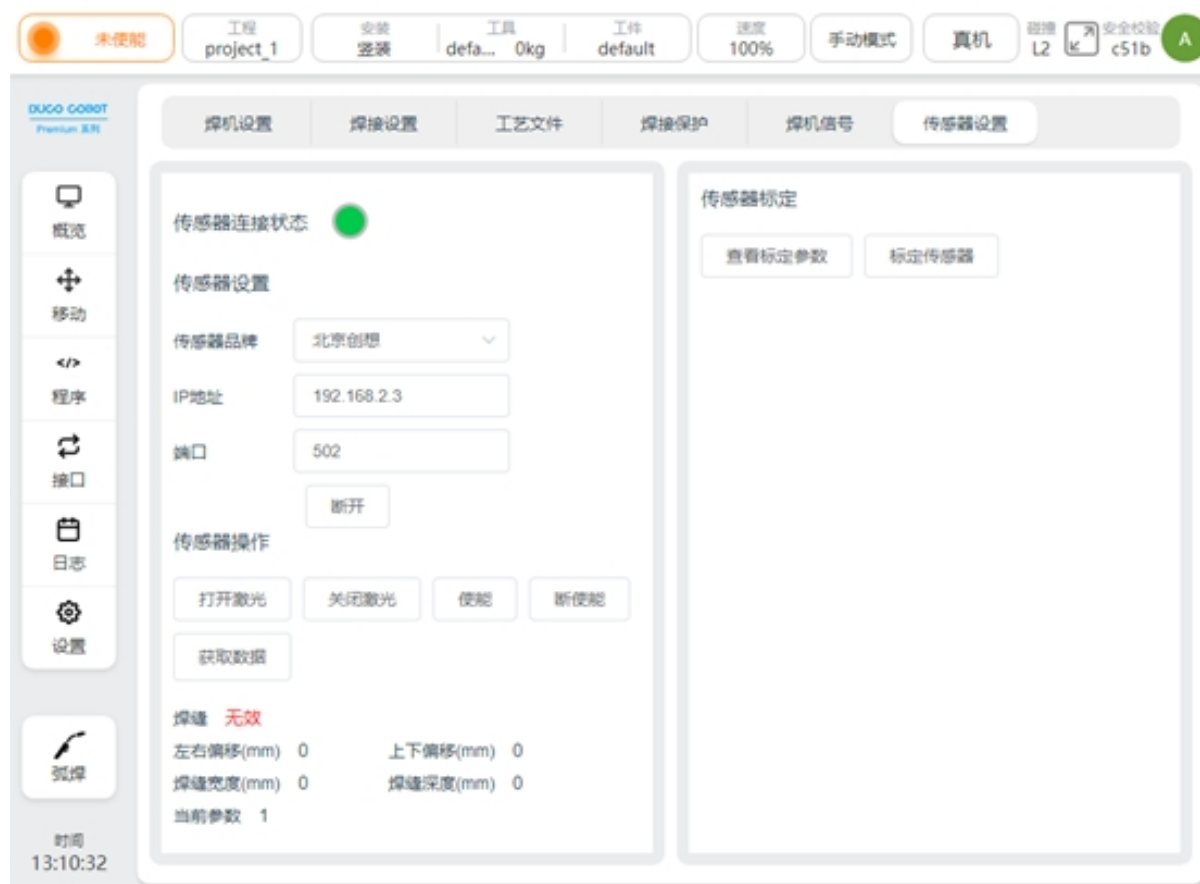 未使能
工程
project_1
安装
竖装
工具
defa... 0kg
工件
default
速度
100%
手动模式
真机
碰撞
L2
安全校验
c51b
A
DUCO COBOT
Premium 系列
焊机设置 焊接设置 工艺文件 焊接保护 焊机信号 传感器设置
概览
移动
程序
接口
日志
设置
弧焊
时间
13:10:32
传感器连接状态
传感器设置
传感器品牌 北京创想
IP地址 192.168.2.3
端口 502
断开
传感器操作
打开激光 关闭激光 使能 断使能
获取数据
焊缝 无效
左右偏移(mm) 0 上下偏移(mm) 0
焊缝宽度(mm) 0 焊缝深度(mm) 0
当前参数 1
传感器标定
查看标定参数 标定传感器